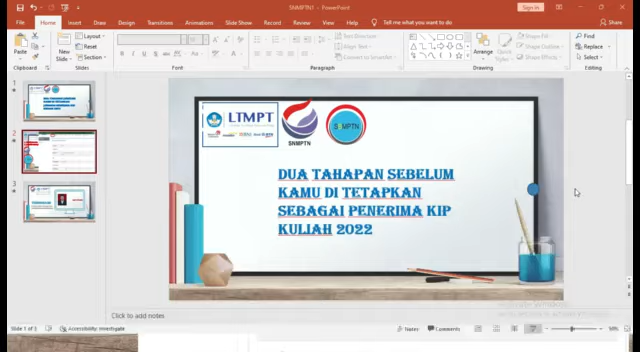 SNMPTN1 - PowerPoint
Sign in
File Home Insert Draw Design Transitions Animations Slide Show Record Review View Help Tell me what you want to do Share
Paste
Clipboard
New Slide
Layout
Reset
Section
Slides
Font
Paragraph
Text Direction
Align Text
Convert to SmartArt
Arrange
Quick Styles
Shape Fill
Shape Outline
Shape Effects
Drawing
Find
Replace
Select
Editing
1
2
3
LTMPT
SNMPTN
SNMPTN
DUA TAHAPAN SEBELUM
KAMU DI TETAPKAN
SEBAGAI PENERIMA KIP
KULIAH 2022
Click to add notes
Slide 1 of 3
Accessibility: Investigate
Notes
Comments